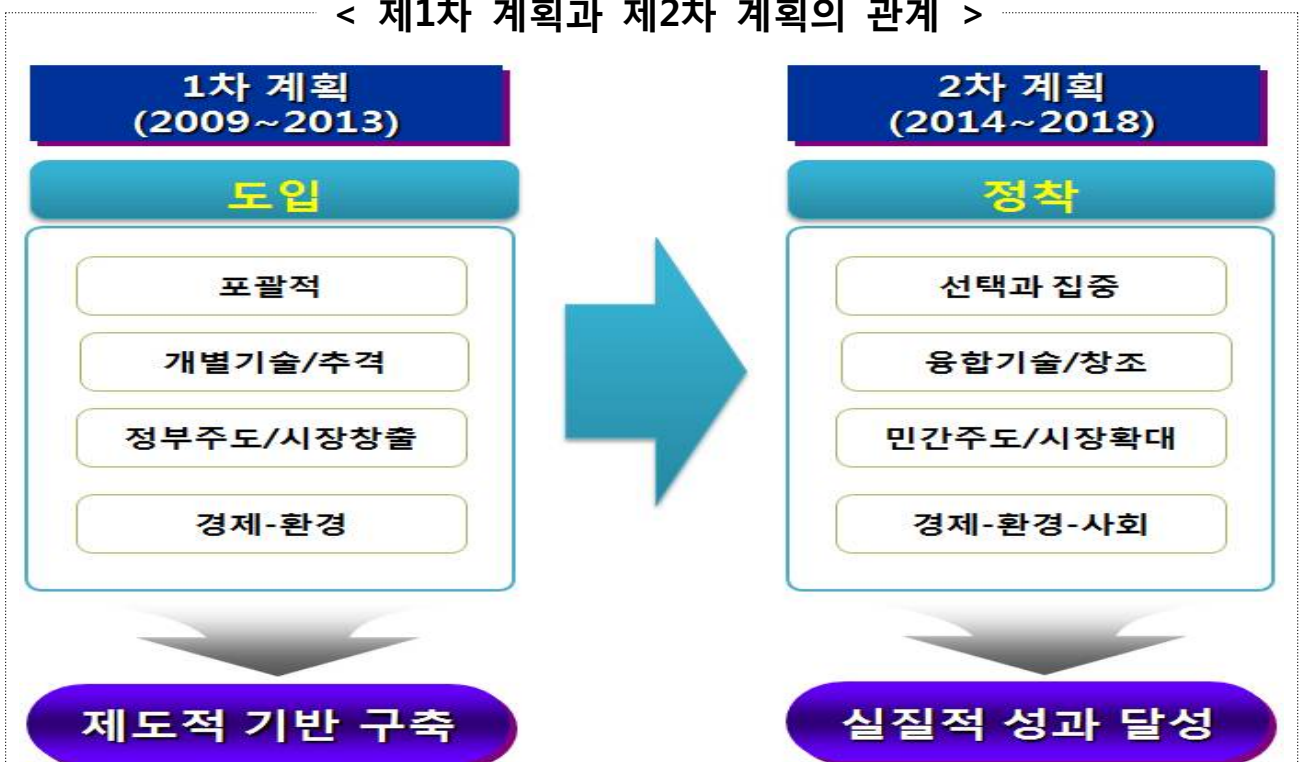 < 제1차 계획과 제2차 계획의 관계 >
1차 계획
(2009~2013)
도입
포괄적
개별기술/추격
정부주도/시장창출
경제-환경
제도적 기반 구축
2차 계획
(2014~2018)
정착
선택과 집중
융합기술/창조
민간주도/시장확대
경제-환경-사회
실질적 성과 달성